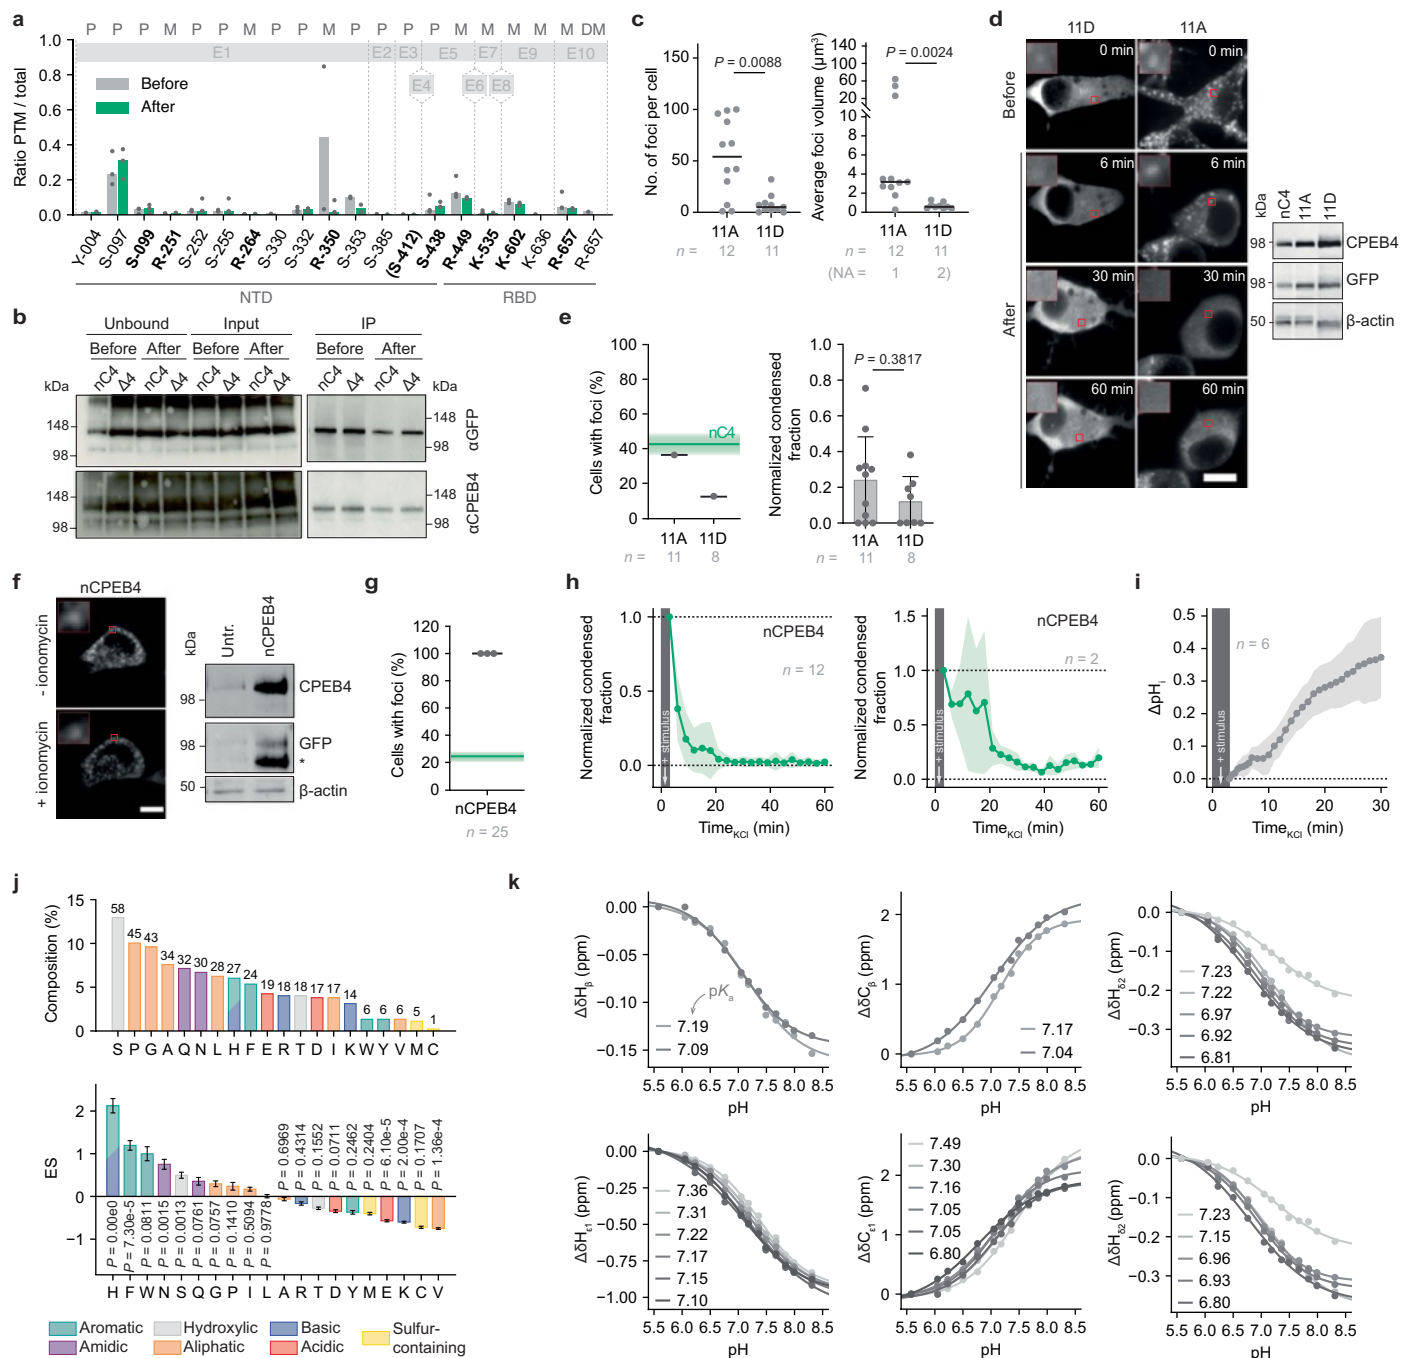 a
P P P M P P M P P M P P P P M M M M M DM
E1 E2 E3 E5 E7 E9 E10
E4 E6 E8
Ratio PTM / total
1.0
0.8
0.6
0.4
0.2
0.0
Before
After
Y-004 S-097 S-099 R-251 S-252 S-255 R-264 S-330 S-332 R-350 S-353 S-385 (S-412) S-438 R-449 K-535 K-602 K-636 R-657 R-657
NTD RBD
b
Unbound Input IP
Before After Before After Before After
nC4 Δ4 nC4 Δ4 nC4 Δ4 nC4 Δ4 nC4 Δ4 nC4 Δ4
kDa kDa
148 148
98 98
αGFP
148 148
98 98
αCPEB4
c
No. of foci per cell
150
100
50
0
P = 0.0088
11A 11D
n = 12 11
Average foci volume (µm³)
140
100
60
20
10
8
6
4
2
0
P = 0.0024
11A 11D
n = 12 11
(NA = 1 2)
d
11D 11A
Before
0 min 0 min
After
6 min 6 min
30 min 30 min
60 min 60 min
kDa nC4 11A 11D
98 CPEB4
98 GFP
50 β-actin
e
Cells with foci (%)
100
80
60
40
20
0
nC4
11A 11D
n = 11 8
Normalized condensed
fraction
1.0
0.8
0.6
0.4
0.2
0.0
P = 0.3817
11A 11D
n = 11 8
f
nCPEB4
- ionomycin
+ ionomycin
kDa Untr. nCPEB4
98 CPEB4
98 GFP
*
50 β-actin
g
Cells with foci (%)
120
100
80
60
40
20
0
nCPEB4
n = 25
h
Normalized condensed
fraction
1.0
0.5
0.0
nCPEB4
n = 12
+ stimulus
0 20 40 60
Time KCl (min)
Normalized condensed
fraction
1.5
1.0
0.5
0.0
nCPEB4
n = 2
+ stimulus
0 20 40 60
Time KCl (min)
i
ΔpHi
0.5
0.4
0.3
0.2
0.1
0.0
n = 6
+ stimulus
0 10 20 30
Time KCl (min)
j
Composition (%)
15
10
5
0
58 45 43 34 32 30 28 27 24 19 18 18 17 17 14 6 6 6 5 1
S P G A Q N L H F E R T D I K W Y V M C
ES
2
1
0
−1
P = 0.00e0
P = 7.30e-5
P = 0.0811
P = 0.0015
P = 0.0013
P = 0.0761
P = 0.0757
P = 0.1410
P = 0.5094
P = 0.9778
P = 0.6969
P = 0.4314
P = 0.1552
P = 0.0711
P = 0.2462
P = 0.2404
P = 6.10e-5
P = 2.00e-4
P = 0.1707
P = 1.36e-4
H F W N S Q G P I L A R T D Y M E K C V
Aromatic Hydroxylic Basic Sulfur-
containing
Amidic Aliphatic Acidic
k
ΔδHβ (ppm)
0.00
−0.05
−0.10
−0.15
pKa
7.19
7.09
5.5 6.0 6.5 7.0 7.5 8.0 8.5
pH
ΔδCβ (ppm)
2
1
0
7.17
7.04
5.5 6.0 6.5 7.0 7.5 8.0 8.5
pH
ΔδHδ2 (ppm)
0.0
−0.1
−0.2
−0.3
7.23
7.22
6.97
6.92
6.81
5.5 6.0 6.5 7.0 7.5 8.0 8.5
pH
ΔδHε1 (ppm)
0.00
−0.25
−0.50
−0.75
−1.00
7.36
7.31
7.22
7.17
7.15
7.10
5.5 6.0 6.5 7.0 7.5 8.0 8.5
pH
ΔδCε1 (ppm)
2
1
0
7.49
7.30
7.16
7.05
7.05
6.80
5.5 6.0 6.5 7.0 7.5 8.0 8.5
pH
ΔδHδ2 (ppm)
0.0
−0.1
−0.2
−0.3
7.23
7.15
6.96
6.93
6.80
5.5 6.0 6.5 7.0 7.5 8.0 8.5
pH